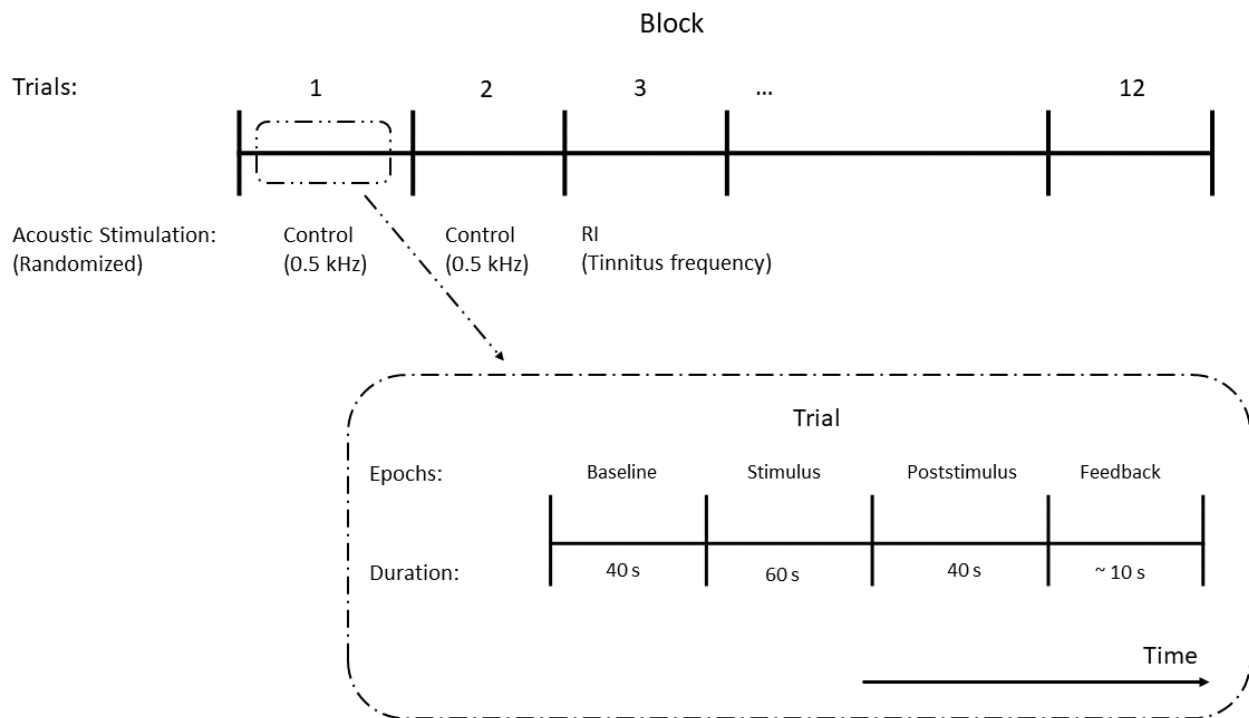 Block
Trials: 1 2 3 ... 12
Acoustic Stimulation: Control Control RI
(Randomized) (0.5 kHz) (0.5 kHz) (Tinnitus frequency)
Trial
Epochs: Baseline Stimulus Poststimulus Feedback
Duration: 40 s 60 s 40 s ~ 10 s
Time